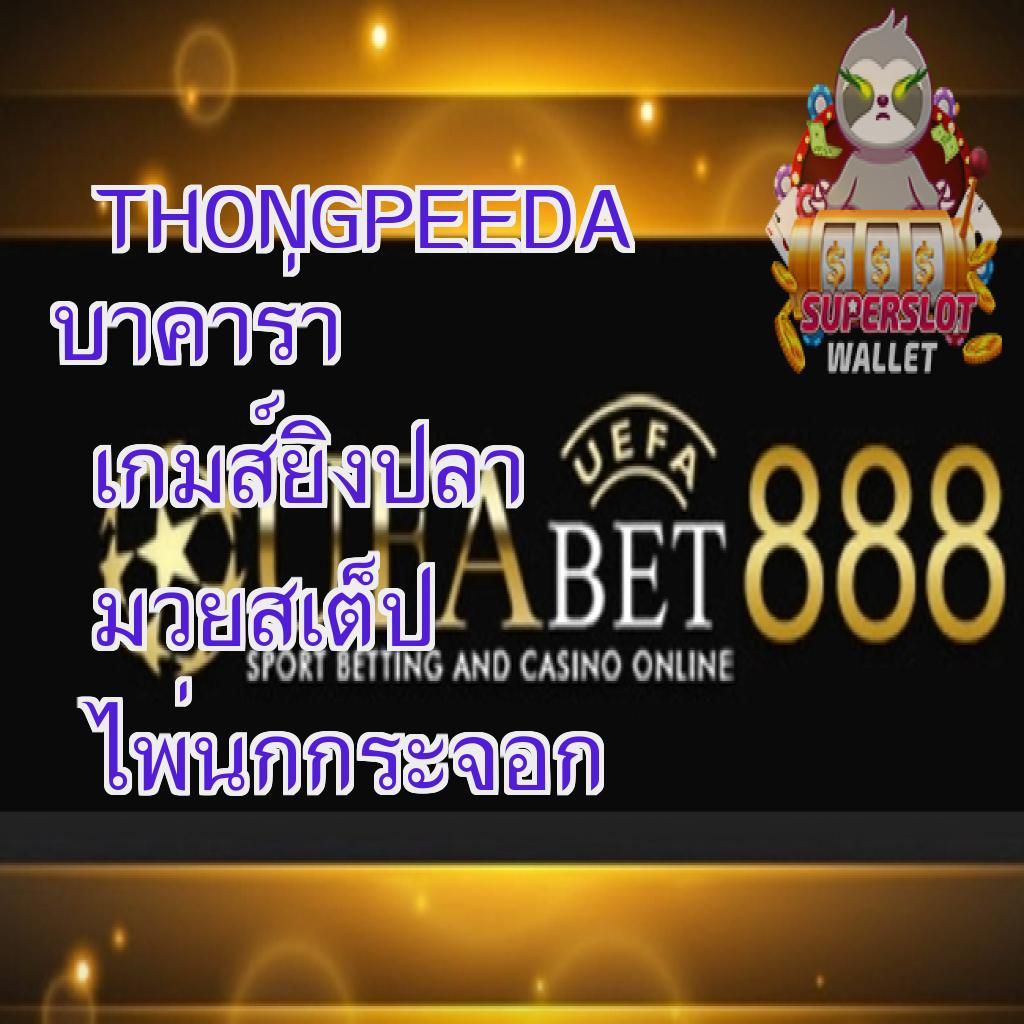 THONGPEEDA
บาคาร่า
เกมส์ยิงปลา
มวยสเต็ป
ไพ่นกกระจอก
SUPERSLOT
WALLET
UEFA
UFABET888
SPORT BETTING AND CASINO ONLINE